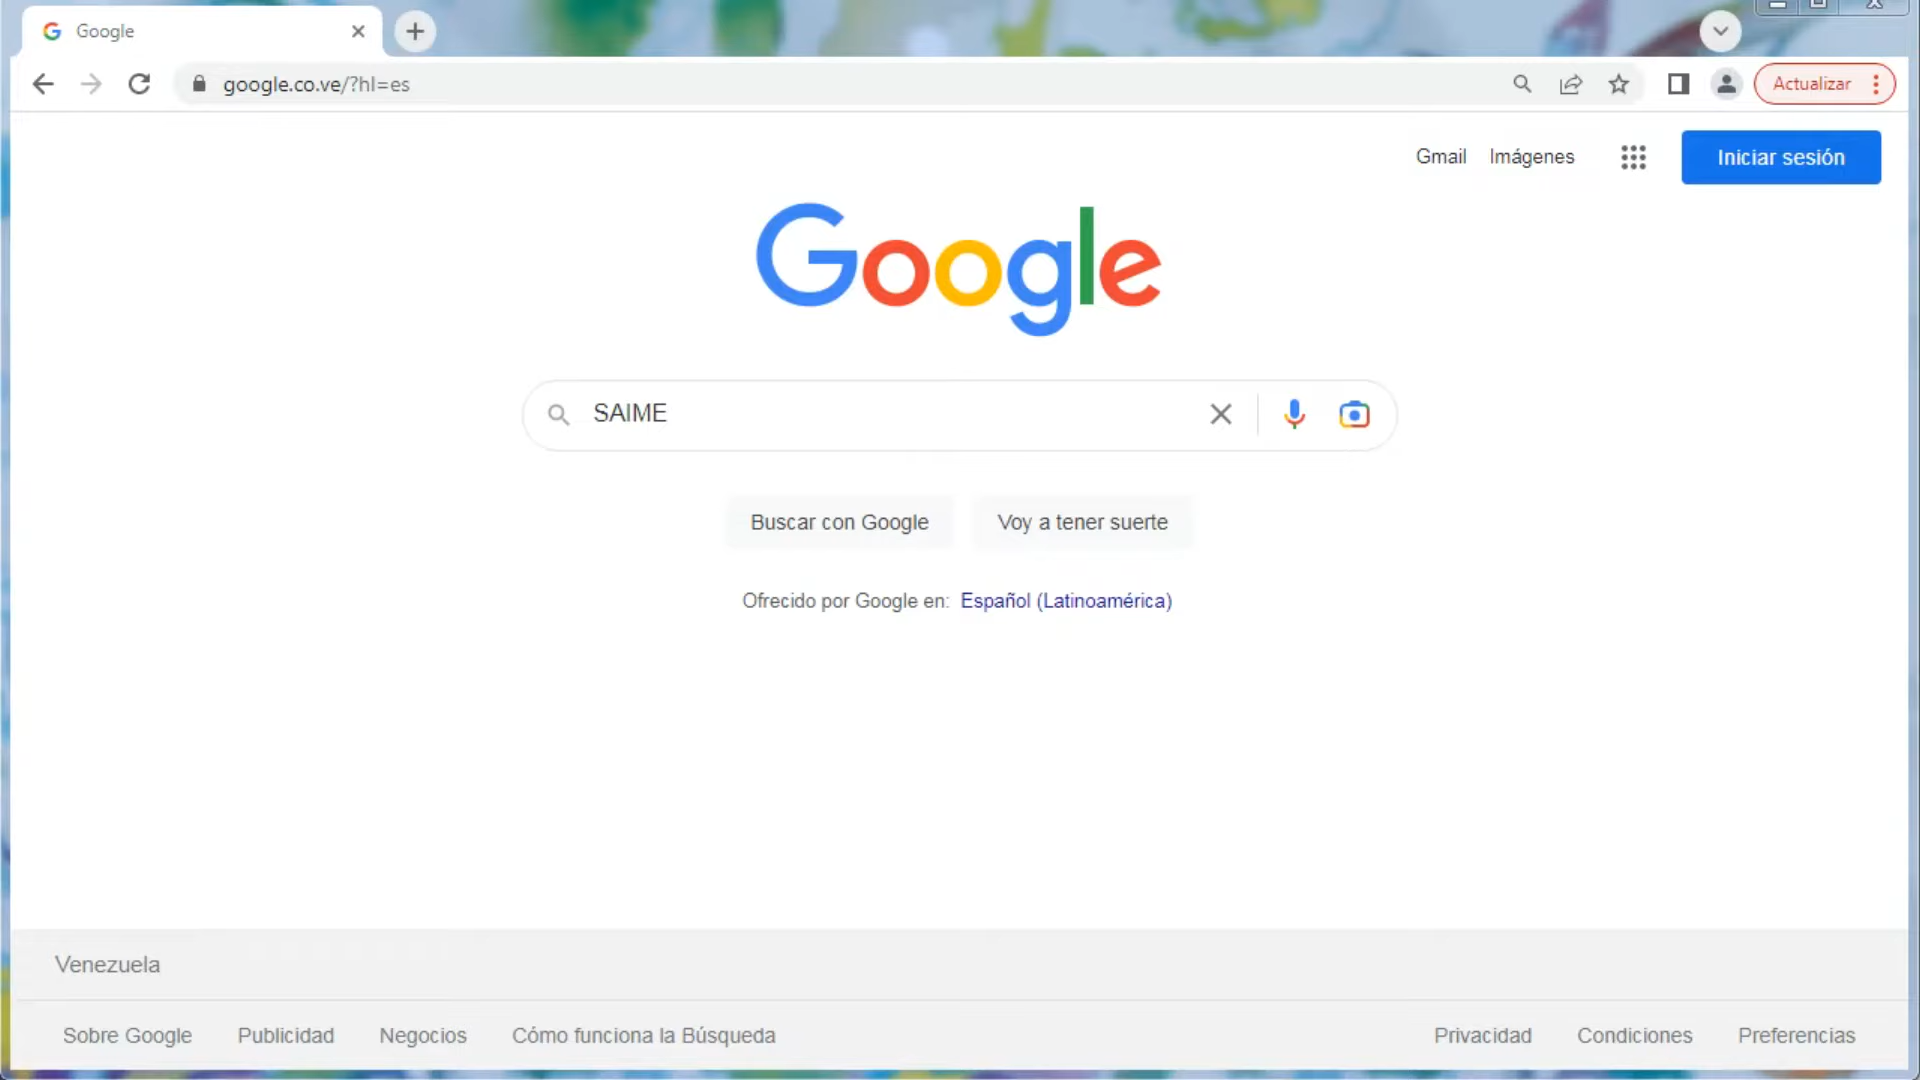 Google
google.co.ve/?hl=es
Actualizar
Gmail Imágenes Iniciar sesión
Google
SAIME
Buscar con Google Voy a tener suerte
Ofrecido por Google en: Español (Latinoamérica)
Venezuela
Sobre Google Publicidad Negocios Cómo funciona la Búsqueda Privacidad Condiciones Preferencias